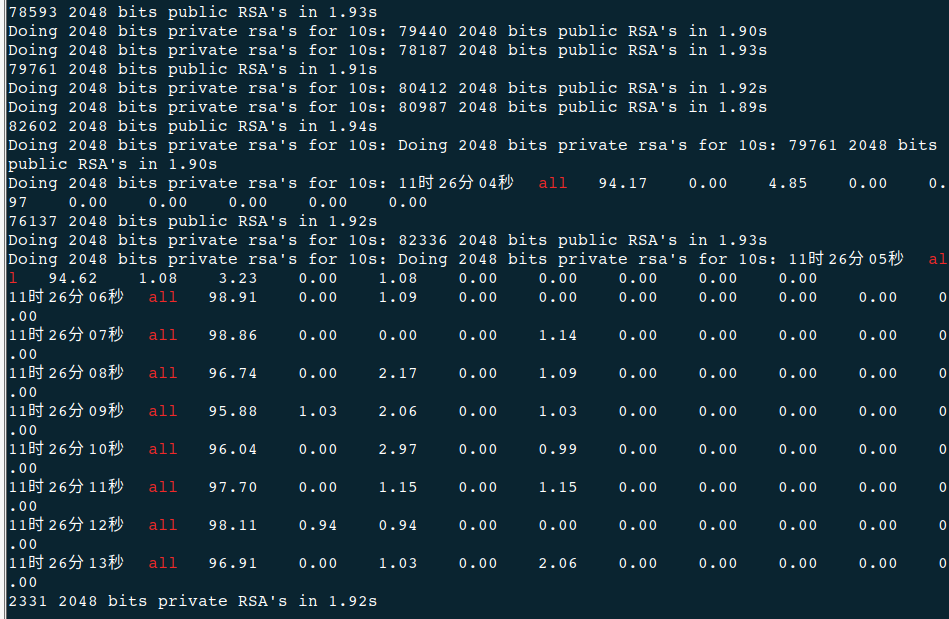 78593 2048 bits public RSA's in 1.93s
Doing 2048 bits private rsa's for 10s: 79440 2048 bits public RSA's in 1.90s
Doing 2048 bits private rsa's for 10s: 78187 2048 bits public RSA's in 1.93s
79761 2048 bits public RSA's in 1.91s
Doing 2048 bits private rsa's for 10s: 80412 2048 bits public RSA's in 1.92s
Doing 2048 bits private rsa's for 10s: 80987 2048 bits public RSA's in 1.89s
82602 2048 bits public RSA's in 1.94s
Doing 2048 bits private rsa's for 10s: Doing 2048 bits private rsa's for 10s: 79761 2048 bits
public RSA's in 1.90s
Doing 2048 bits private rsa's for 10s: 11时26分04秒  all   94.17    0.00    4.85    0.00    0.
97    0.00    0.00    0.00    0.00    0.00
76137 2048 bits public RSA's in 1.92s
Doing 2048 bits private rsa's for 10s: 82336 2048 bits public RSA's in 1.93s
Doing 2048 bits private rsa's for 10s: Doing 2048 bits private rsa's for 10s: 11时26分05秒  al
l   94.62    1.08    3.23    0.00    1.08    0.00    0.00    0.00    0.00    0.00
11时26分06秒  all   98.91    0.00    1.09    0.00    0.00    0.00    0.00    0.00    0.00    0
.00
11时26分07秒  all   98.86    0.00    0.00    0.00    1.14    0.00    0.00    0.00    0.00    0
.00
11时26分08秒  all   96.74    0.00    2.17    0.00    1.09    0.00    0.00    0.00    0.00    0
.00
11时26分09秒  all   95.88    1.03    2.06    0.00    1.03    0.00    0.00    0.00    0.00    0
.00
11时26分10秒  all   96.04    0.00    2.97    0.00    0.99    0.00    0.00    0.00    0.00    0
.00
11时26分11秒  all   97.70    0.00    1.15    0.00    1.15    0.00    0.00    0.00    0.00    0
.00
11时26分12秒  all   98.11    0.94    0.94    0.00    0.00    0.00    0.00    0.00    0.00    0
.00
11时26分13秒  all   96.91    0.00    1.03    0.00    2.06    0.00    0.00    0.00    0.00    0
.00
2331 2048 bits private RSA's in 1.92s